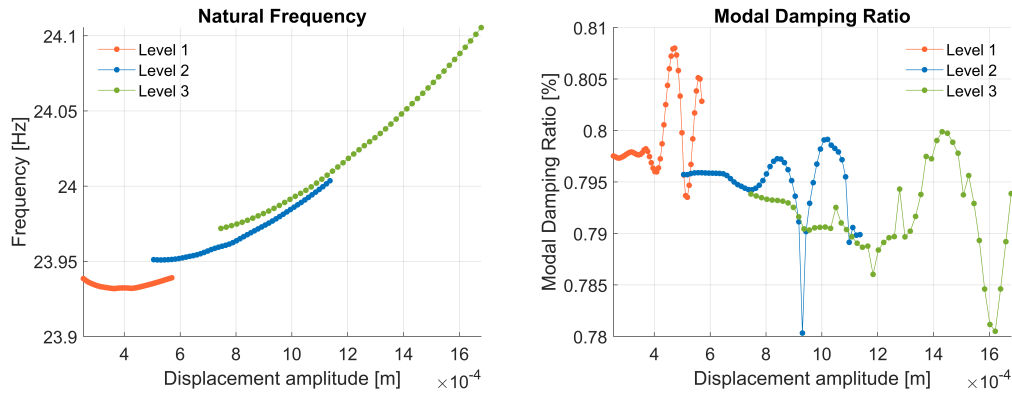 Natural Frequency
24.1
24.05
24
23.95
23.9
Frequency [Hz]
Level 1
Level 2
Level 3
4 6 8 10 12 14 16
Displacement amplitude [m]
×10⁻⁴
Modal Damping Ratio
0.81
0.805
0.8
0.795
0.79
0.785
0.78
Modal Damping Ratio [%]
Level 1
Level 2
Level 3
4 6 8 10 12 14 16
Displacement amplitude [m]
×10⁻⁴